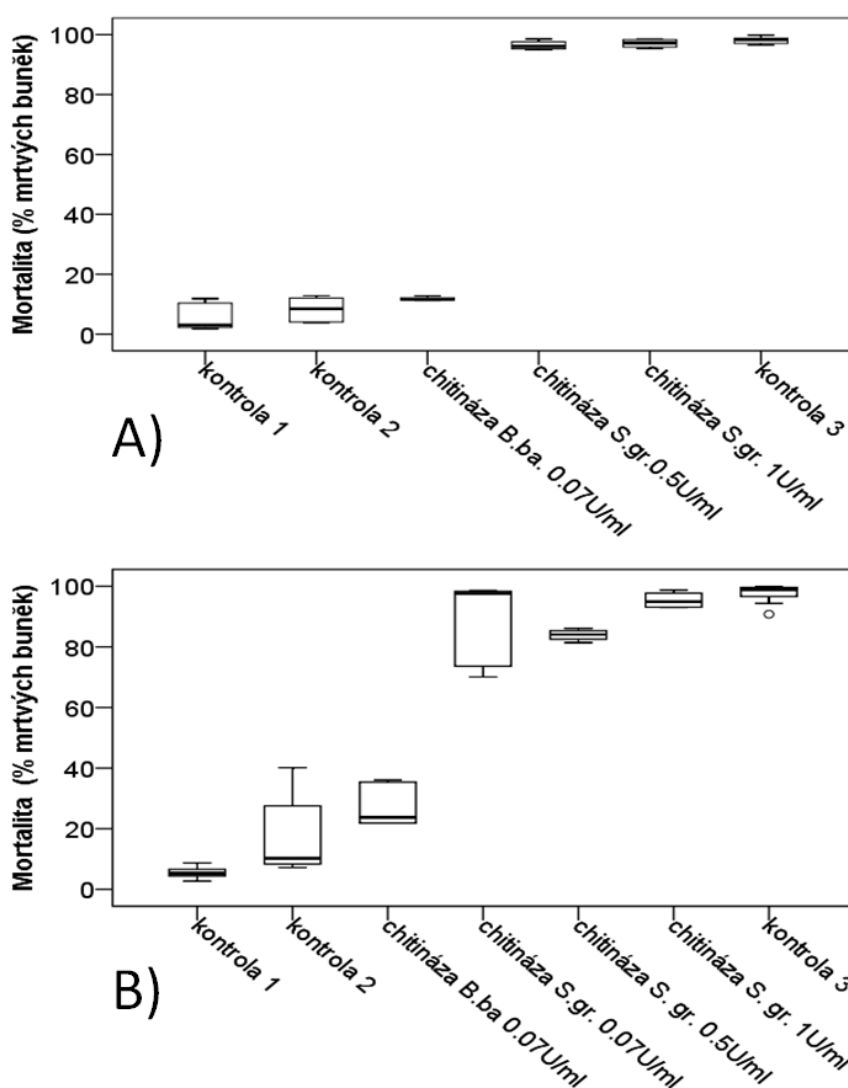 Mortalita (% mrtvých buněk)
100
80
60
40
20
0
kontrola 1
kontrola 2
chitináza B.ba. 0.07U/ml
chitináza S.gr.0.5U/ml
chitináza S.gr. 1U/ml
kontrola 3
A)
Mortalita (% mrtvých buněk)
100
80
60
40
20
0
kontrola 1
kontrola 2
chitináza B.ba 0.07U/ml
chitináza S.gr. 0.07U/ml
chitináza S. gr. 0.5U/ml
chitináza S.gr. 1U/ml
kontrola 3
B)